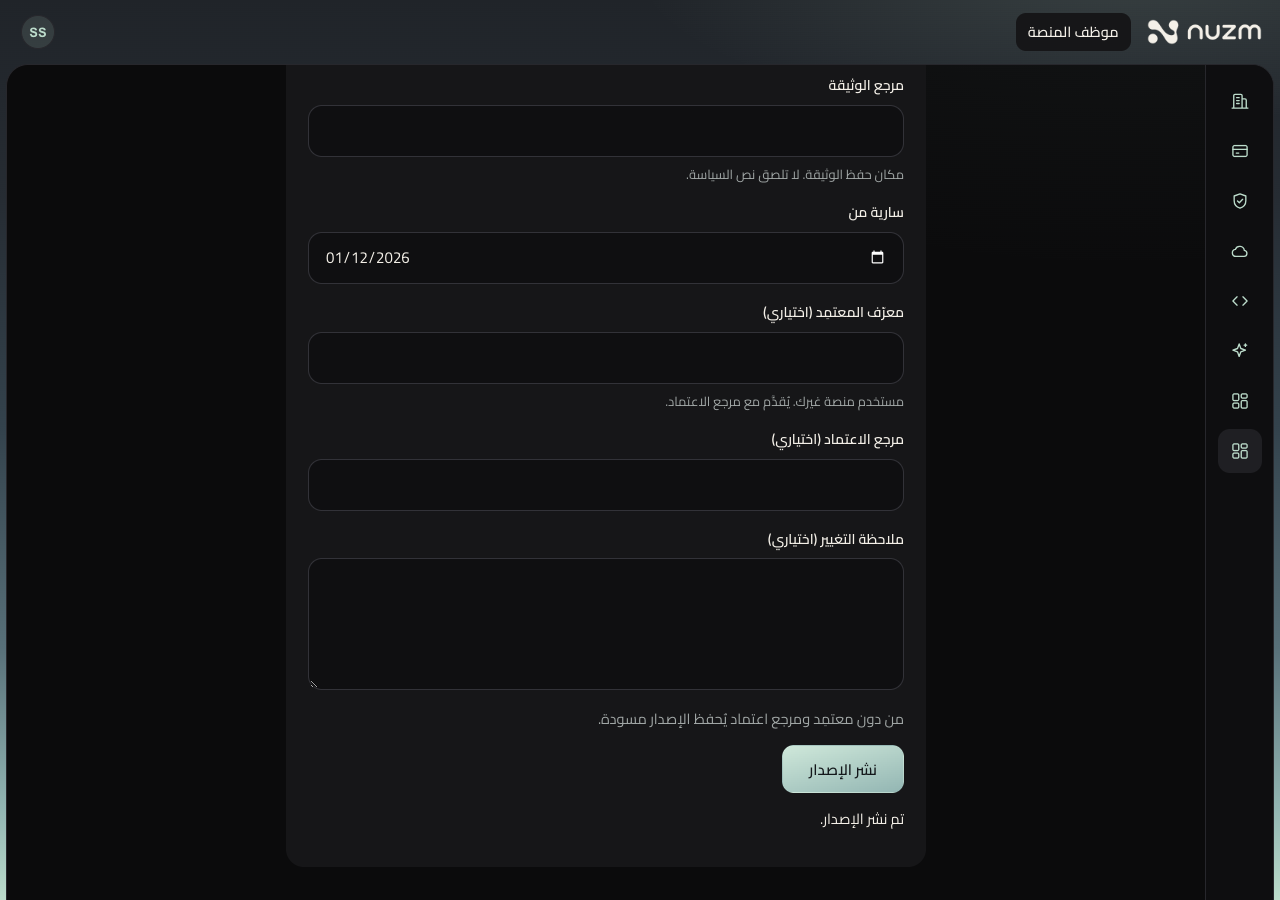 nuzm
موظف المنصة
SS
مرجع الوثيقة
مكان حفظ الوثيقة. لا تلصق نص السياسة.
سارية من
01/12/2026
معرّف المعتمِد (اختياري)
مستخدم منصة غيرك. يُقدَّم مع مرجع الاعتماد.
مرجع الاعتماد (اختياري)
ملاحظة التغيير (اختياري)
من دون معتمِد ومرجع اعتماد يُحفظ الإصدار مسودة.
نشر الإصدار
تم نشر الإصدار.